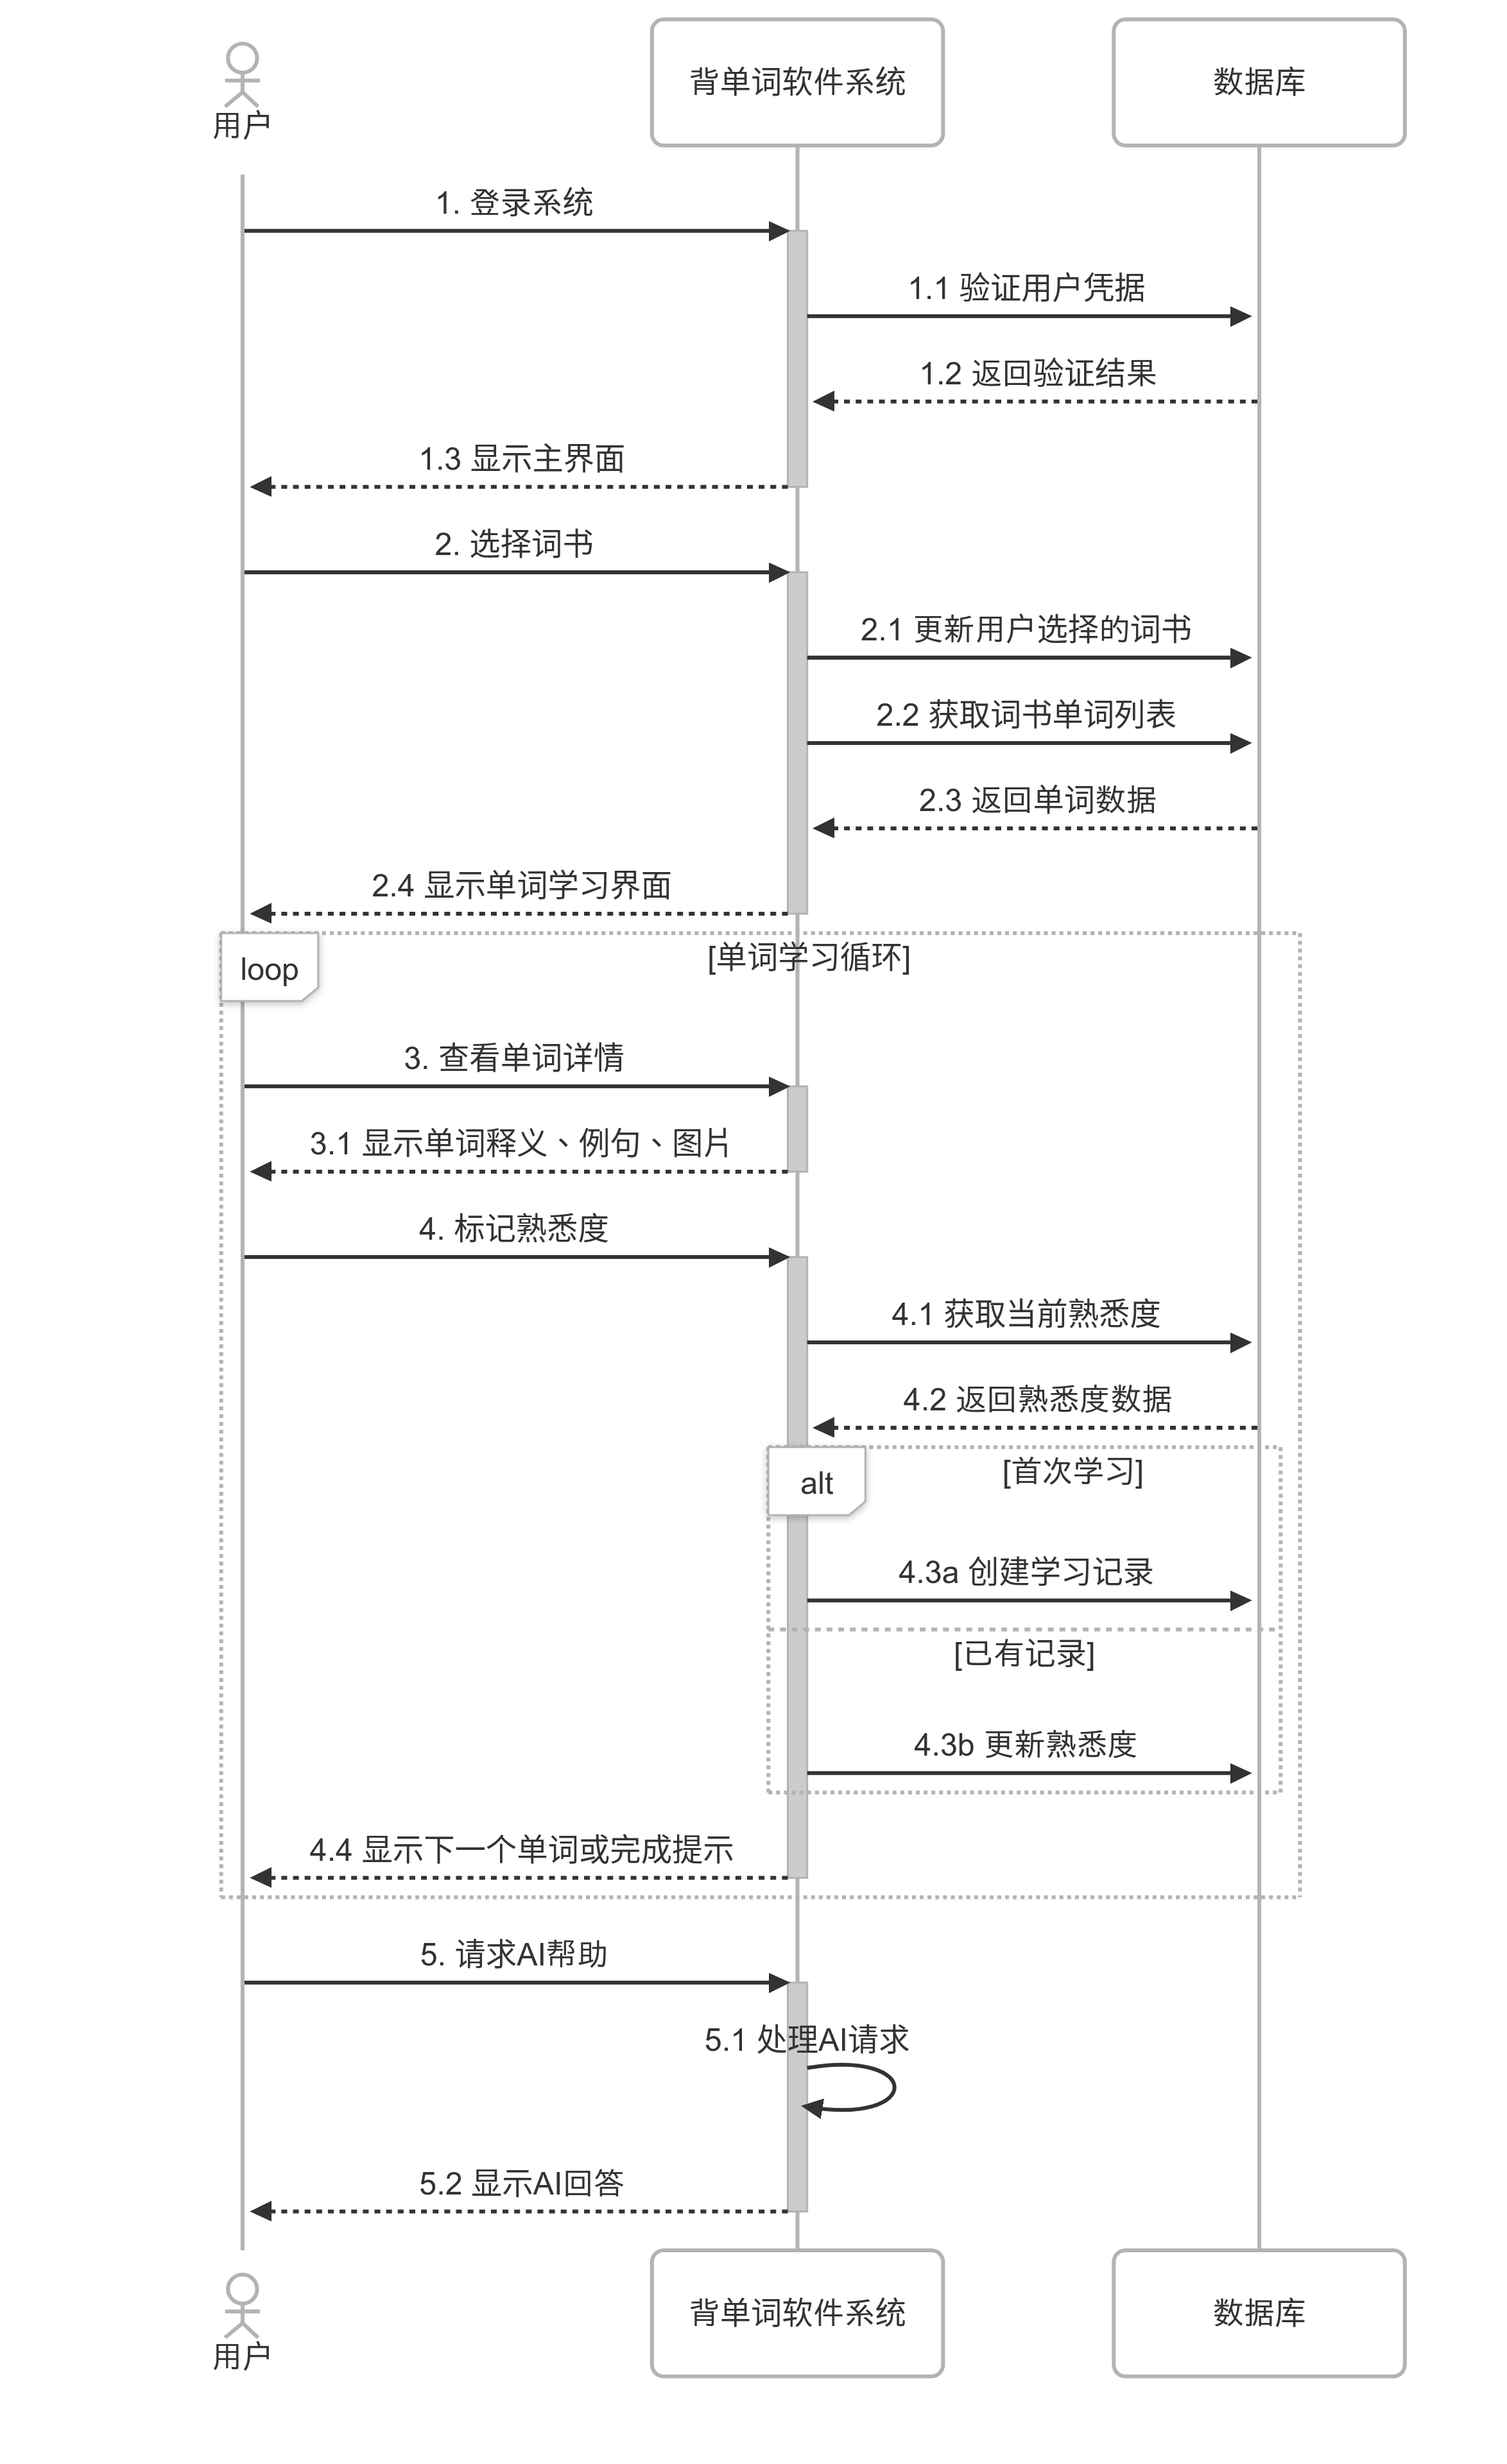 用户
背单词软件系统
数据库
1. 登录系统
1.1 验证用户凭据
1.2 返回验证结果
1.3 显示主界面
2. 选择词书
2.1 更新用户选择的词书
2.2 获取词书单词列表
2.3 返回单词数据
2.4 显示单词学习界面
loop
[单词学习循环]
3. 查看单词详情
3.1 显示单词释义、例句、图片
4. 标记熟悉度
4.1 获取当前熟悉度
4.2 返回熟悉度数据
alt
[首次学习]
4.3a 创建学习记录
[已有记录]
4.3b 更新熟悉度
4.4 显示下一个单词或完成提示
5. 请求AI帮助
5.1 处理AI请求
5.2 显示AI回答
用户
背单词软件系统
数据库